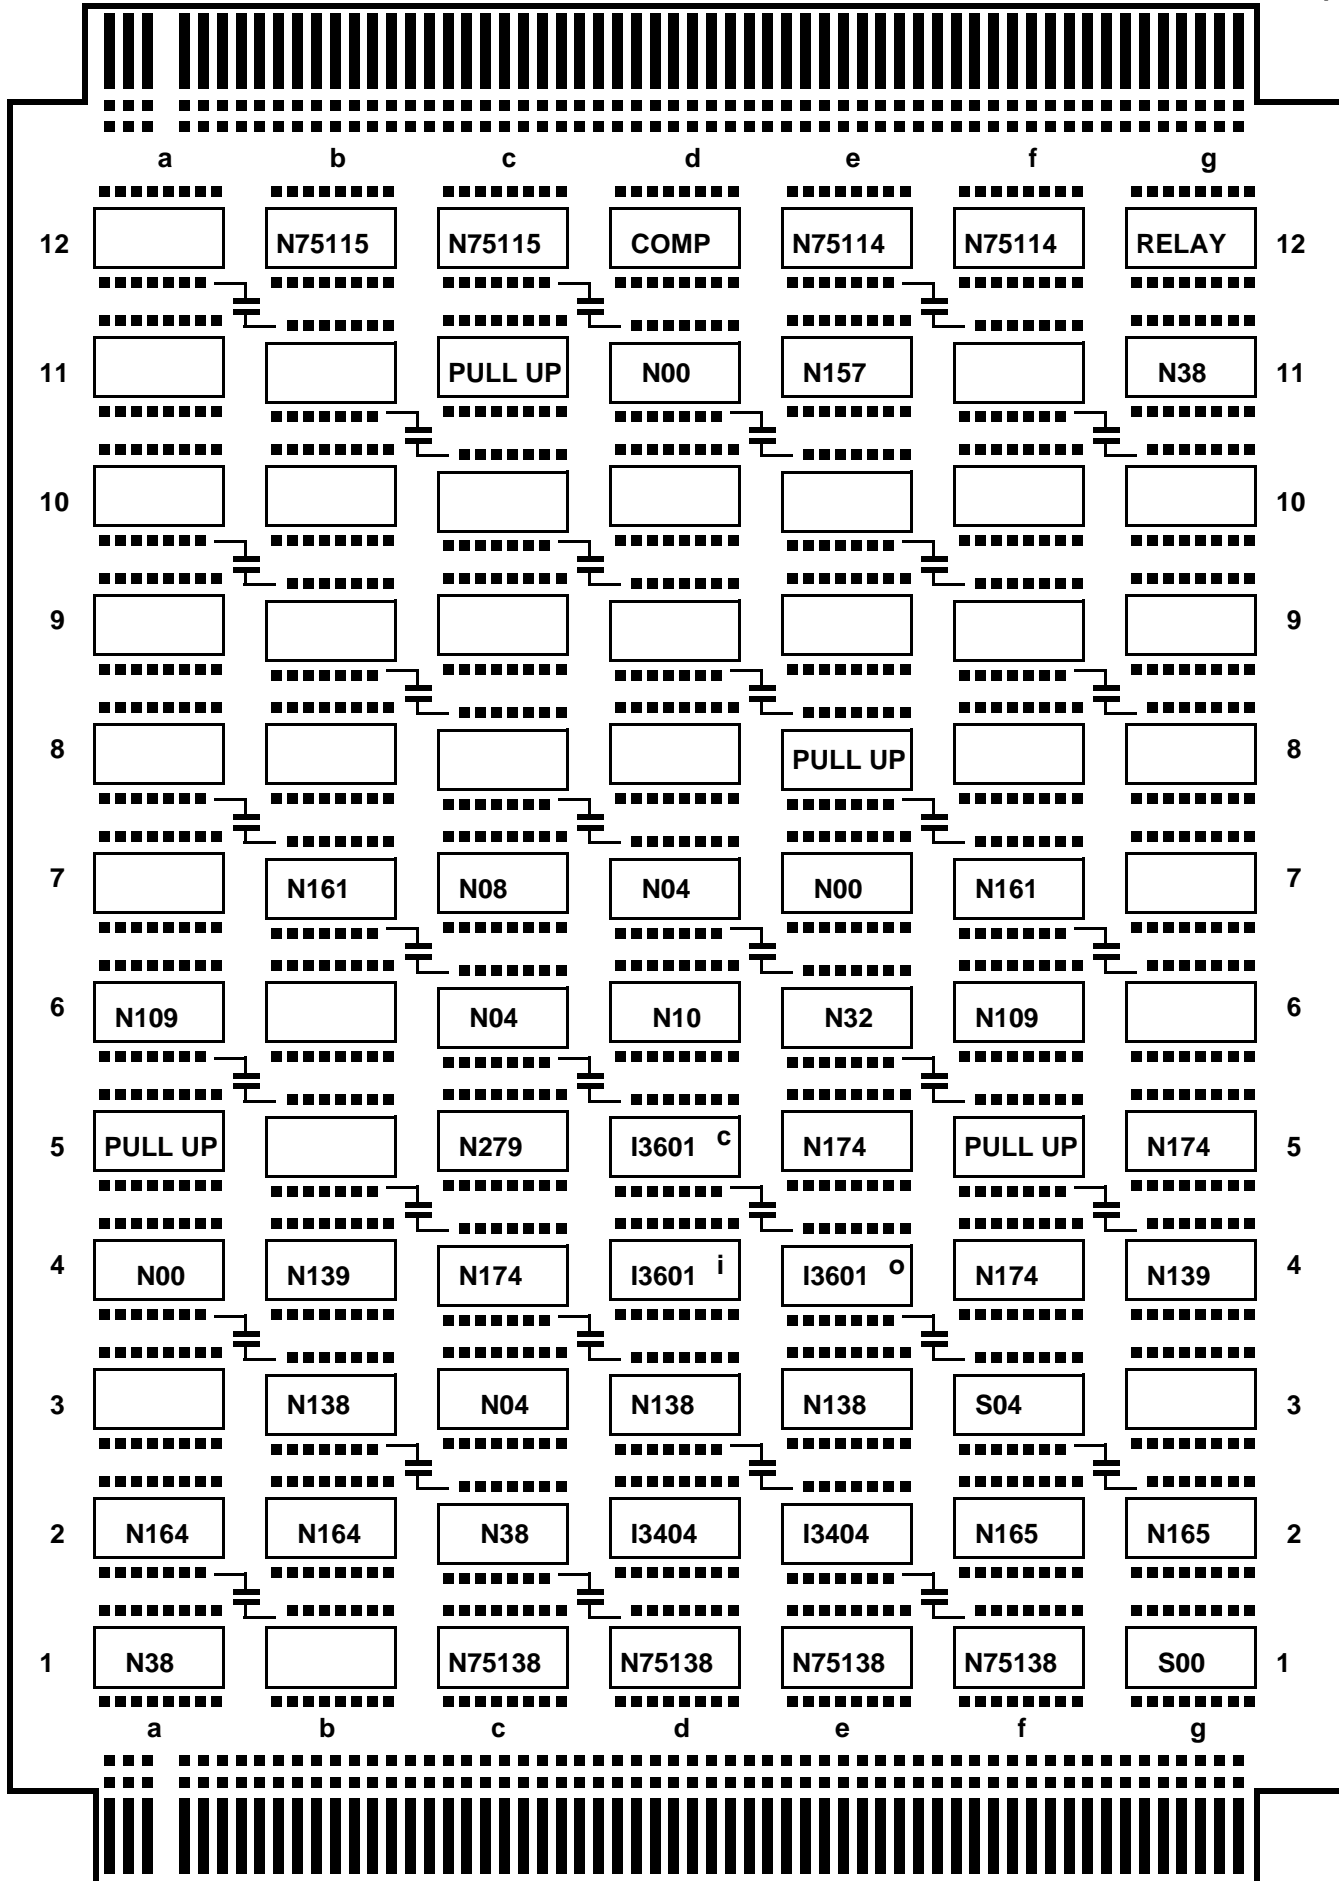 a b c d e f g
12 N75115 N75115 COMP N75114 N75114 RELAY 12
11 PULL UP N00 N157 N38 11
10 10
9 9
8 PULL UP 8
7 N161 N08 N04 N00 N161 7
6 N109 N04 N10 N32 N109 6
5 PULL UP N279 I3601 c N174 PULL UP N174 5
4 N00 N139 N174 I3601 i I3601 o N174 N139 4
3 N138 N04 N138 N138 S04 3
2 N164 N164 N38 I3404 I3404 N165 N165 2
1 N38 N75138 N75138 N75138 N75138 S00 1
a b c d e f g